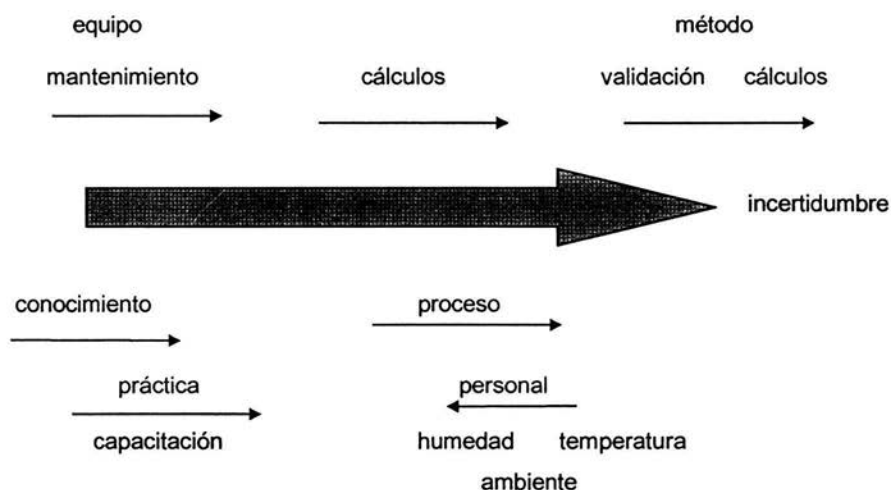 equipo método
mantenimiento cálculos validación cálculos
incertidumbre
conocimiento proceso
práctica personal
capacitación humedad temperatura
ambiente